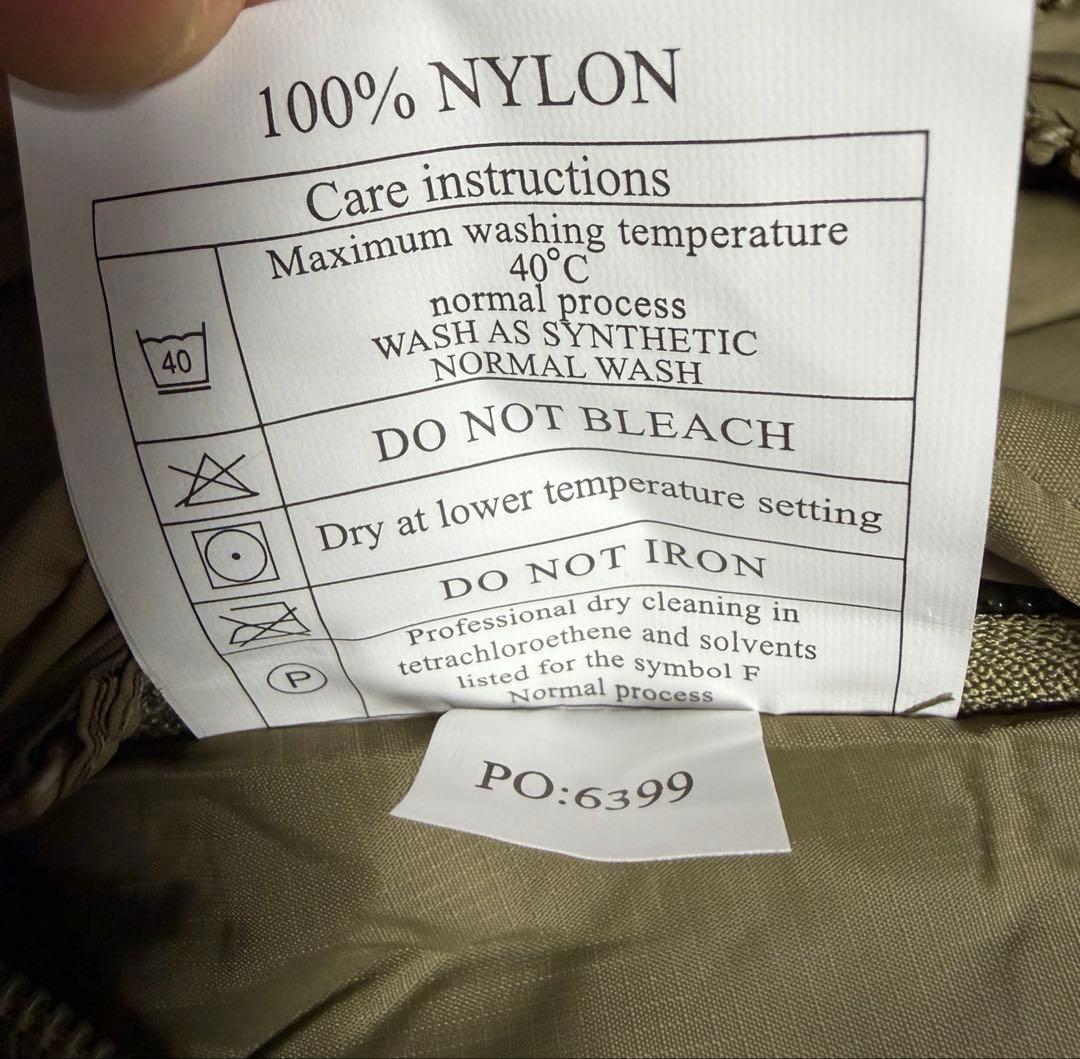 100% NYLON
Care instructions
Maximum washing temperature
40°C
normal process
WASH AS SYNTHETIC
NORMAL WASH
40
DO NOT BLEACH
Dry at lower temperature setting
DO NOT IRON
Professional dry cleaning in
tetrachloroethene and solvents
listed for the symbol F
Normal process
P
PO:6399